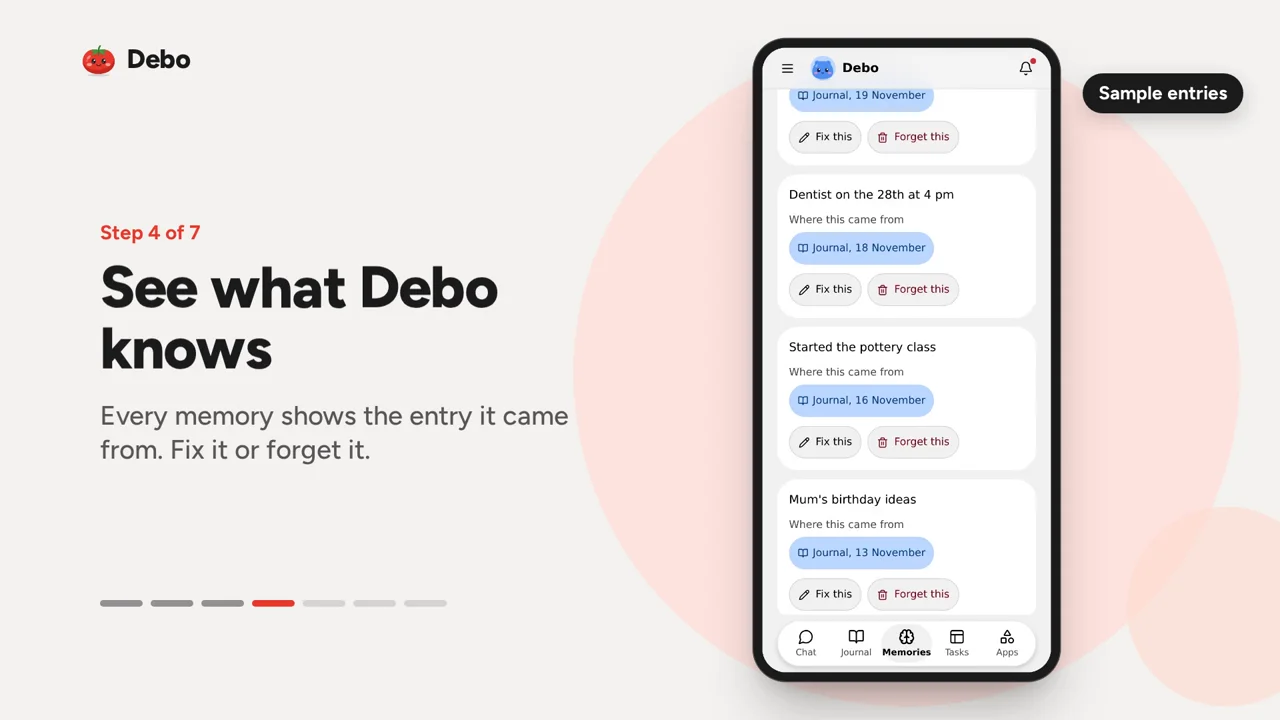 Debo
Step 4 of 7
See what Debo
knows
Every memory shows the entry it came
from. Fix it or forget it.
Sample entries
Debo
Journal, 19 November
Fix this
Forget this
Dentist on the 28th at 4 pm
Where this came from
Journal, 18 November
Fix this
Forget this
Started the pottery class
Where this came from
Journal, 16 November
Fix this
Forget this
Mum's birthday ideas
Where this came from
Journal, 13 November
Fix this
Forget this
Chat
Journal
Memories
Tasks
Apps